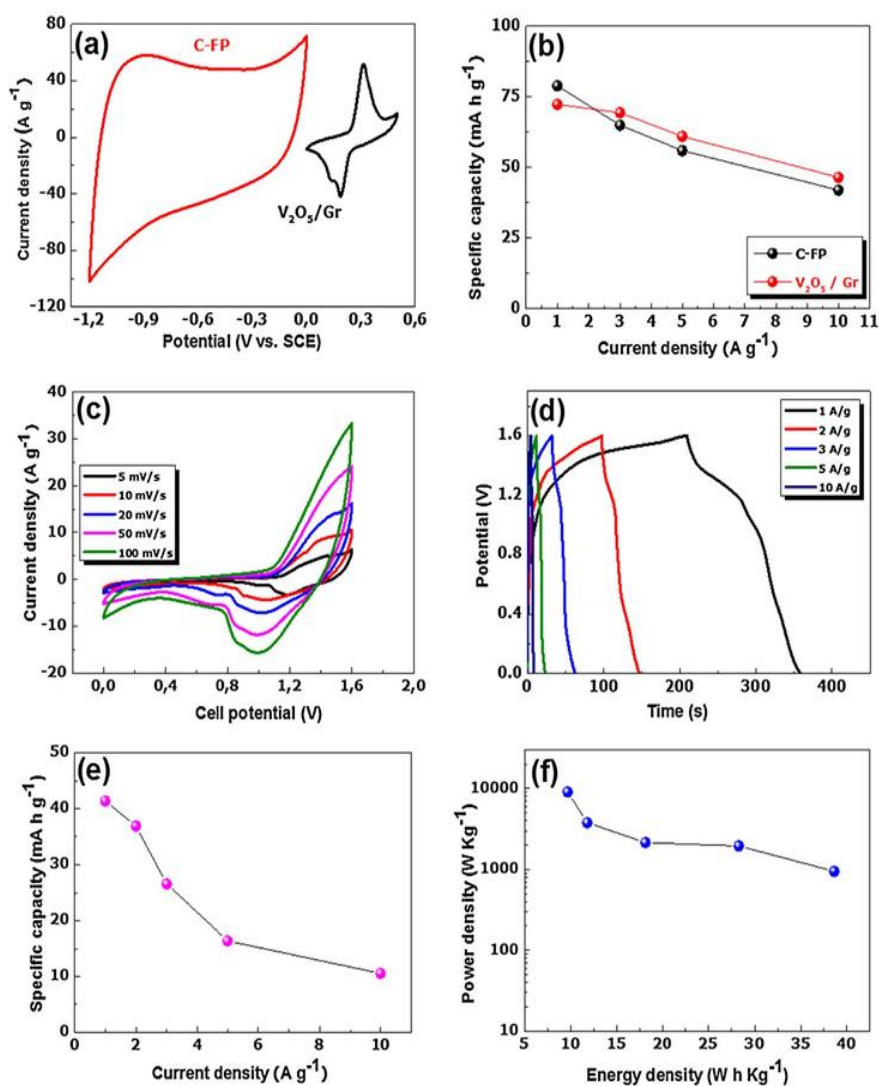 (a)
C-FP
V₂O₅/Gr
80
40
0
-40
-80
-120
Current density (A g⁻¹)
-1,2 -0,9 -0,6 -0,3 0,0 0,3 0,6
Potential (V vs. SCE)
(b)
100
75
50
25
0
Specific capacity (mA h g⁻¹)
C-FP
V₂O₅ / Gr
0 1 2 3 4 5 6 7 8 9 10 11
Current density (A g⁻¹)
(c)
40
30
20
10
0
-10
-20
Current density (A g⁻¹)
5 mV/s
10 mV/s
20 mV/s
50 mV/s
100 mV/s
0,0 0,4 0,8 1,2 1,6 2,0
Cell potential (V)
(d)
2.0
1.6
1.2
0.8
0.4
0.0
Potential (V)
1 A/g
2 A/g
3 A/g
5 A/g
10 A/g
0 100 200 300 400
Time (s)
(e)
50
40
30
20
10
0
Specific capacity (mA h g⁻¹)
0 2 4 6 8 10
Current density (A g⁻¹)
(f)
10000
1000
100
10
Power density (W Kg⁻¹)
5 10 15 20 25 30 35 40
Energy density (W h Kg⁻¹)